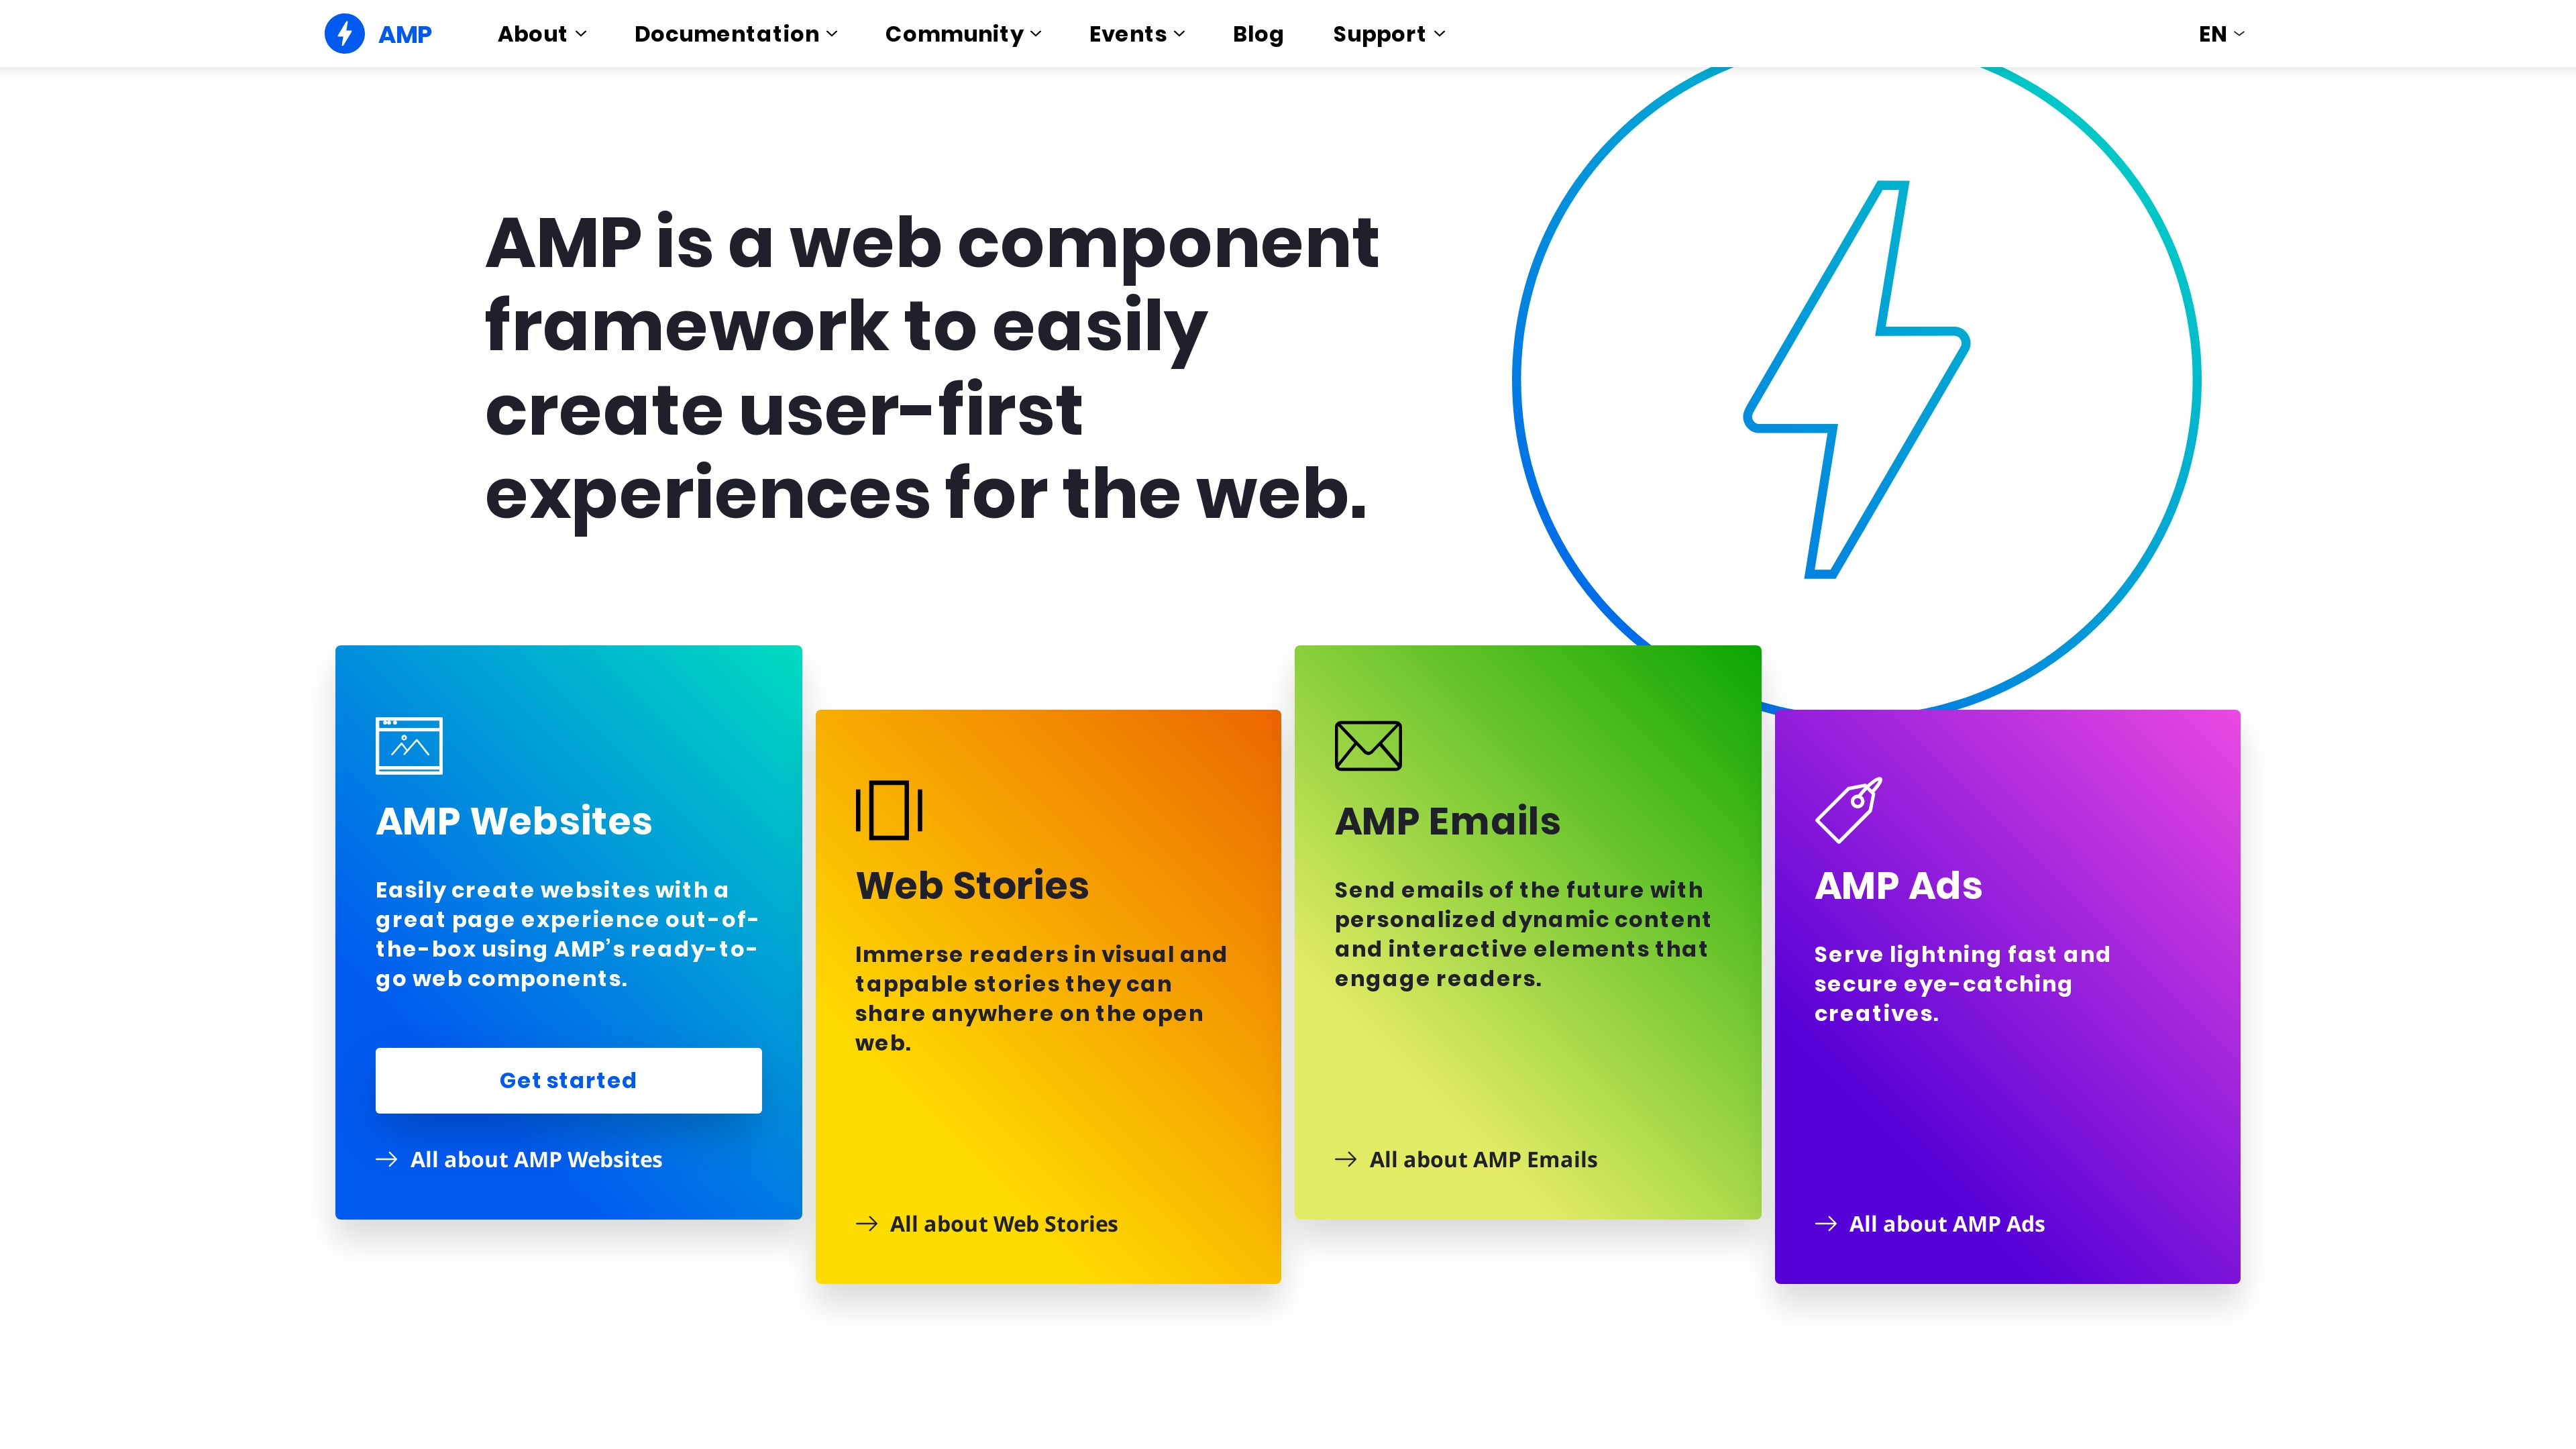 AMP
About
Documentation
Community
Events
Blog
Support
EN
AMP is a web component
framework to easily
create user-first
experiences for the web.
AMP Websites
Easily create websites with a
great page experience out-of-
the-box using AMP’s ready-to-
go web components.
Get started
All about AMP Websites
Web Stories
Immerse readers in visual and
tappable stories they can
share anywhere on the open
web.
All about Web Stories
AMP Emails
Send emails of the future with
personalized dynamic content
and interactive elements that
engage readers.
All about AMP Emails
AMP Ads
Serve lightning fast and
secure eye-catching
creatives.
All about AMP Ads